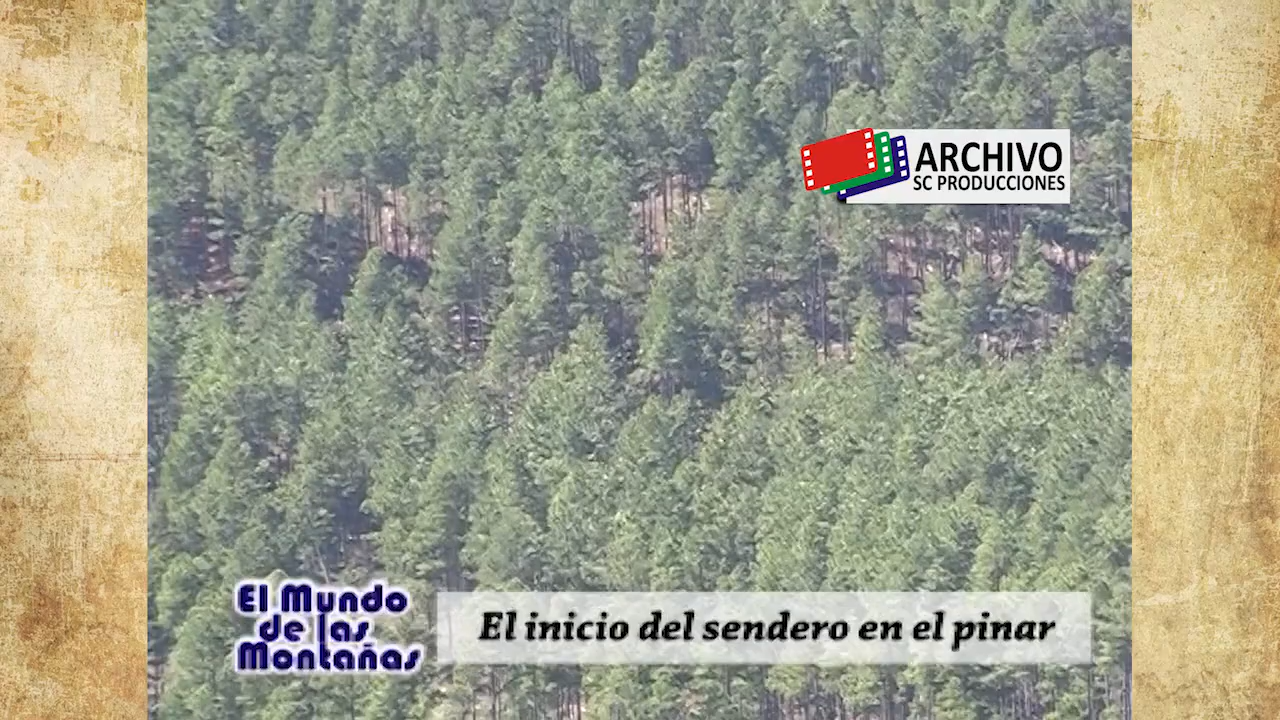 ARCHIVO
SC PRODUCCIONES
El Mundo
de las
Montañas
El inicio del sendero en el pinar